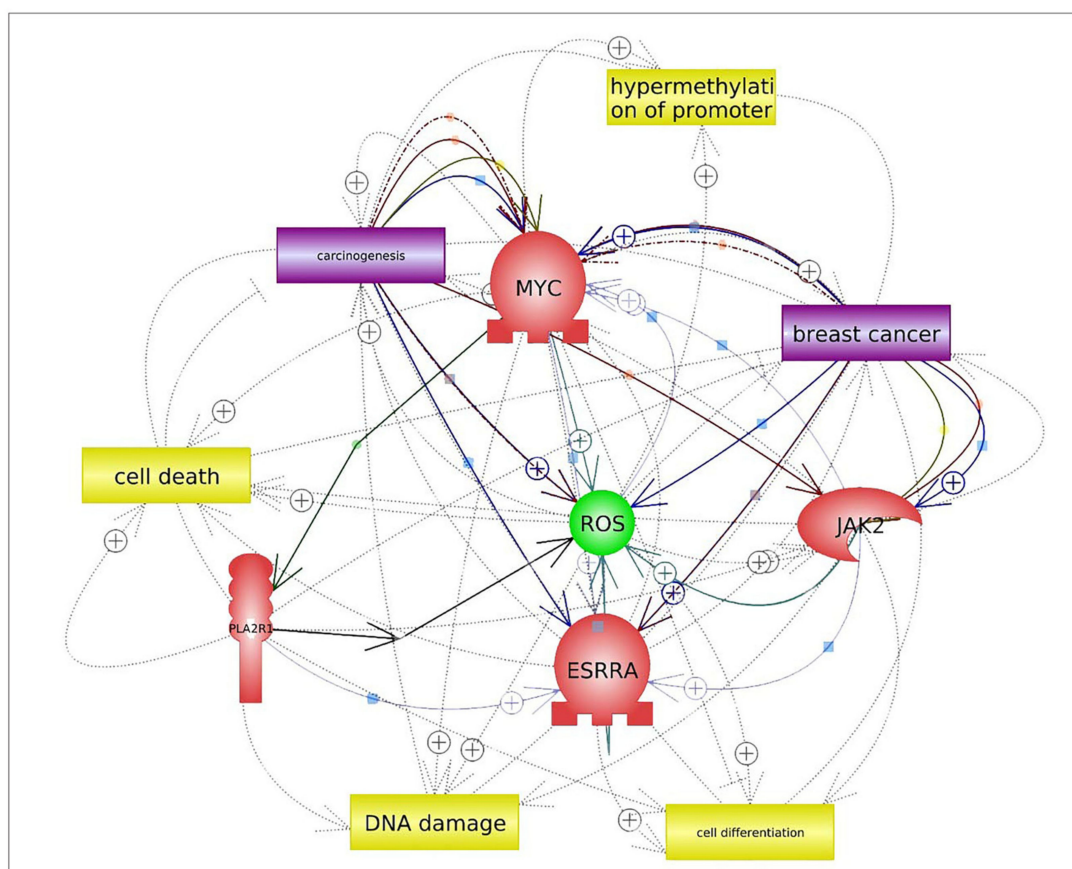 hypermethylati
on of promoter
carcinogenesis
MYC
breast cancer
cell death
ROS
JAK2
PLA2R1
ESRRA
DNA damage
cell differentiation